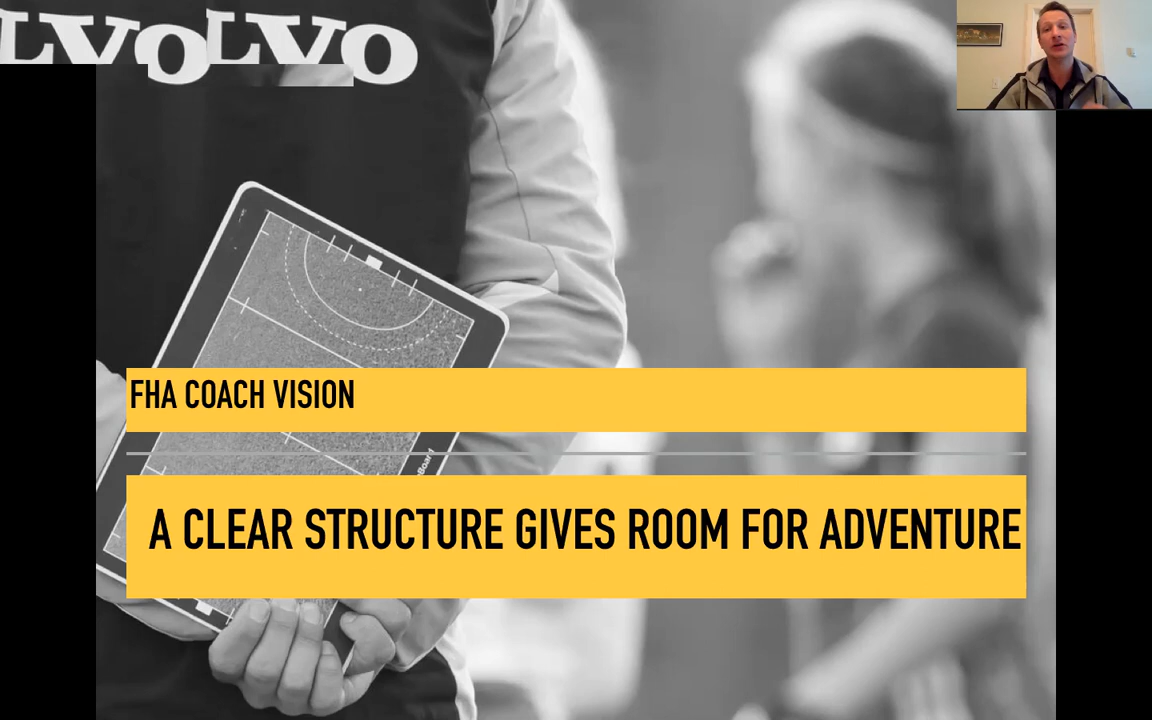 LVOLVO
FHA COACH VISION
A CLEAR STRUCTURE GIVES ROOM FOR ADVENTURE